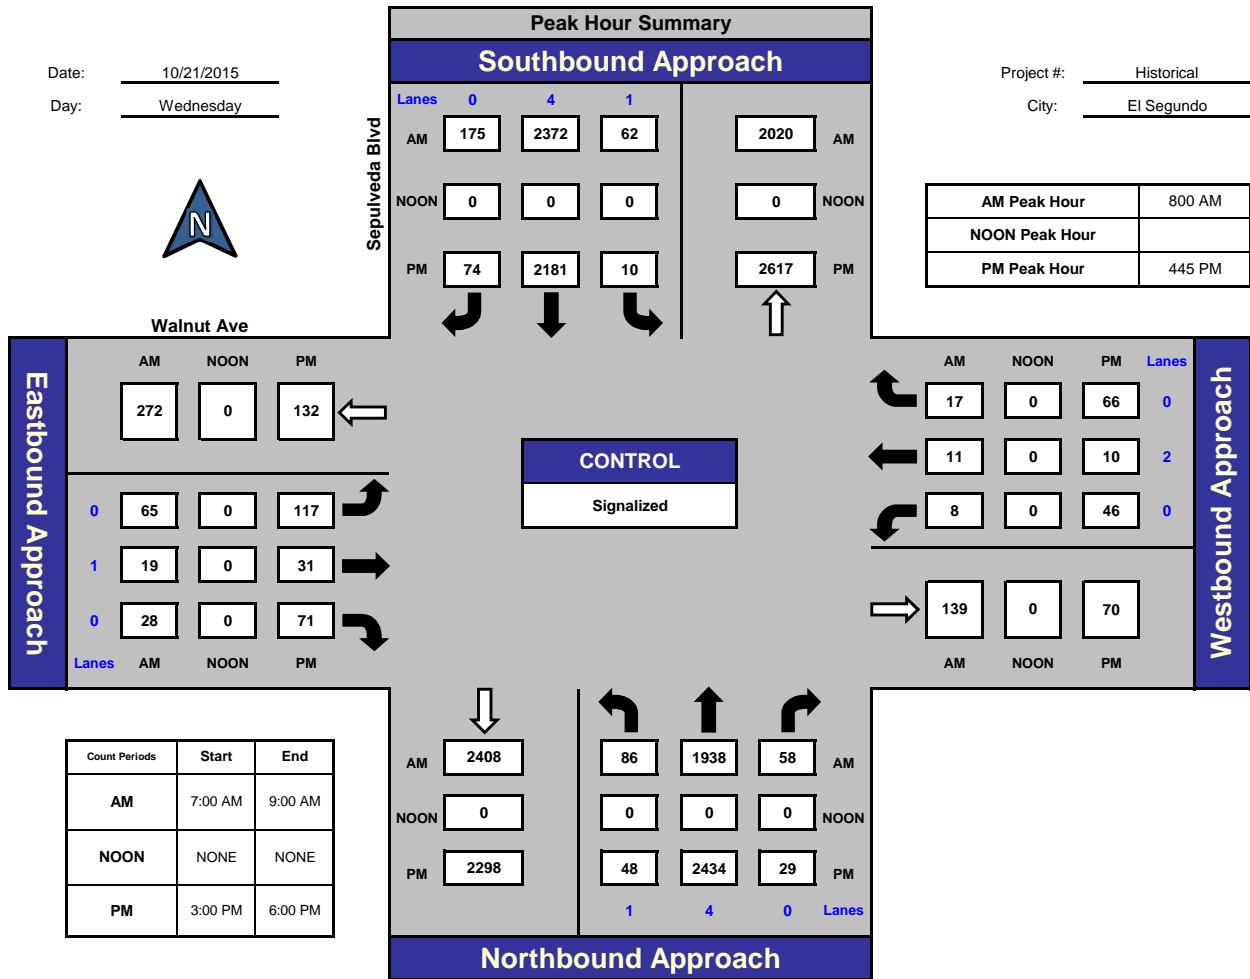 Peak Hour Summary
Southbound Approach
Date: 10/21/2015
Day: Wednesday
Project #: Historical
City: El Segundo
Sepulveda Blvd
Lanes 0 4 1
AM 175 2372 62 2020 AM
NOON 0 0 0 0 NOON
PM 74 2181 10 2617 PM
N
AM Peak Hour 800 AM
NOON Peak Hour
PM Peak Hour 445 PM
Walnut Ave
Eastbound Approach
AM NOON PM
272 0 132
0 65 0 117
1 19 0 31
0 28 0 71
Lanes AM NOON PM
CONTROL
Signalized
AM NOON PM Lanes
17 0 66 0
11 0 10 2
8 0 46 0
139 0 70
AM NOON PM
Westbound Approach
Count Periods Start End
AM 7:00 AM 9:00 AM
NOON NONE NONE
PM 3:00 PM 6:00 PM
AM 2408 86 1938 58 AM
NOON 0 0 0 0 NOON
PM 2298 48 2434 29 PM
1 4 0 Lanes
Northbound Approach